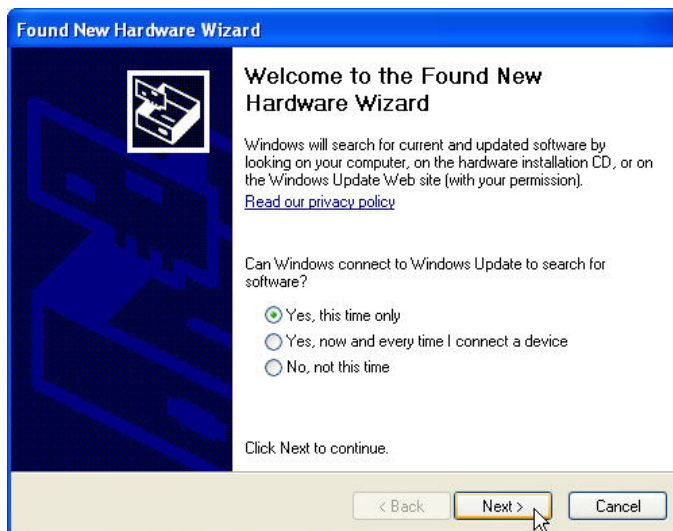 Found New Hardware Wizard
Welcome to the Found New
Hardware Wizard
Windows will search for current and updated software by
looking on your computer, on the hardware installation CD, or on
the Windows Update Web site (with your permission).
Read our privacy policy
Can Windows connect to Windows Update to search for
software?
Yes, this time only
Yes, now and every time I connect a device
No, not this time
Click Next to continue.
< Back
Next >
Cancel